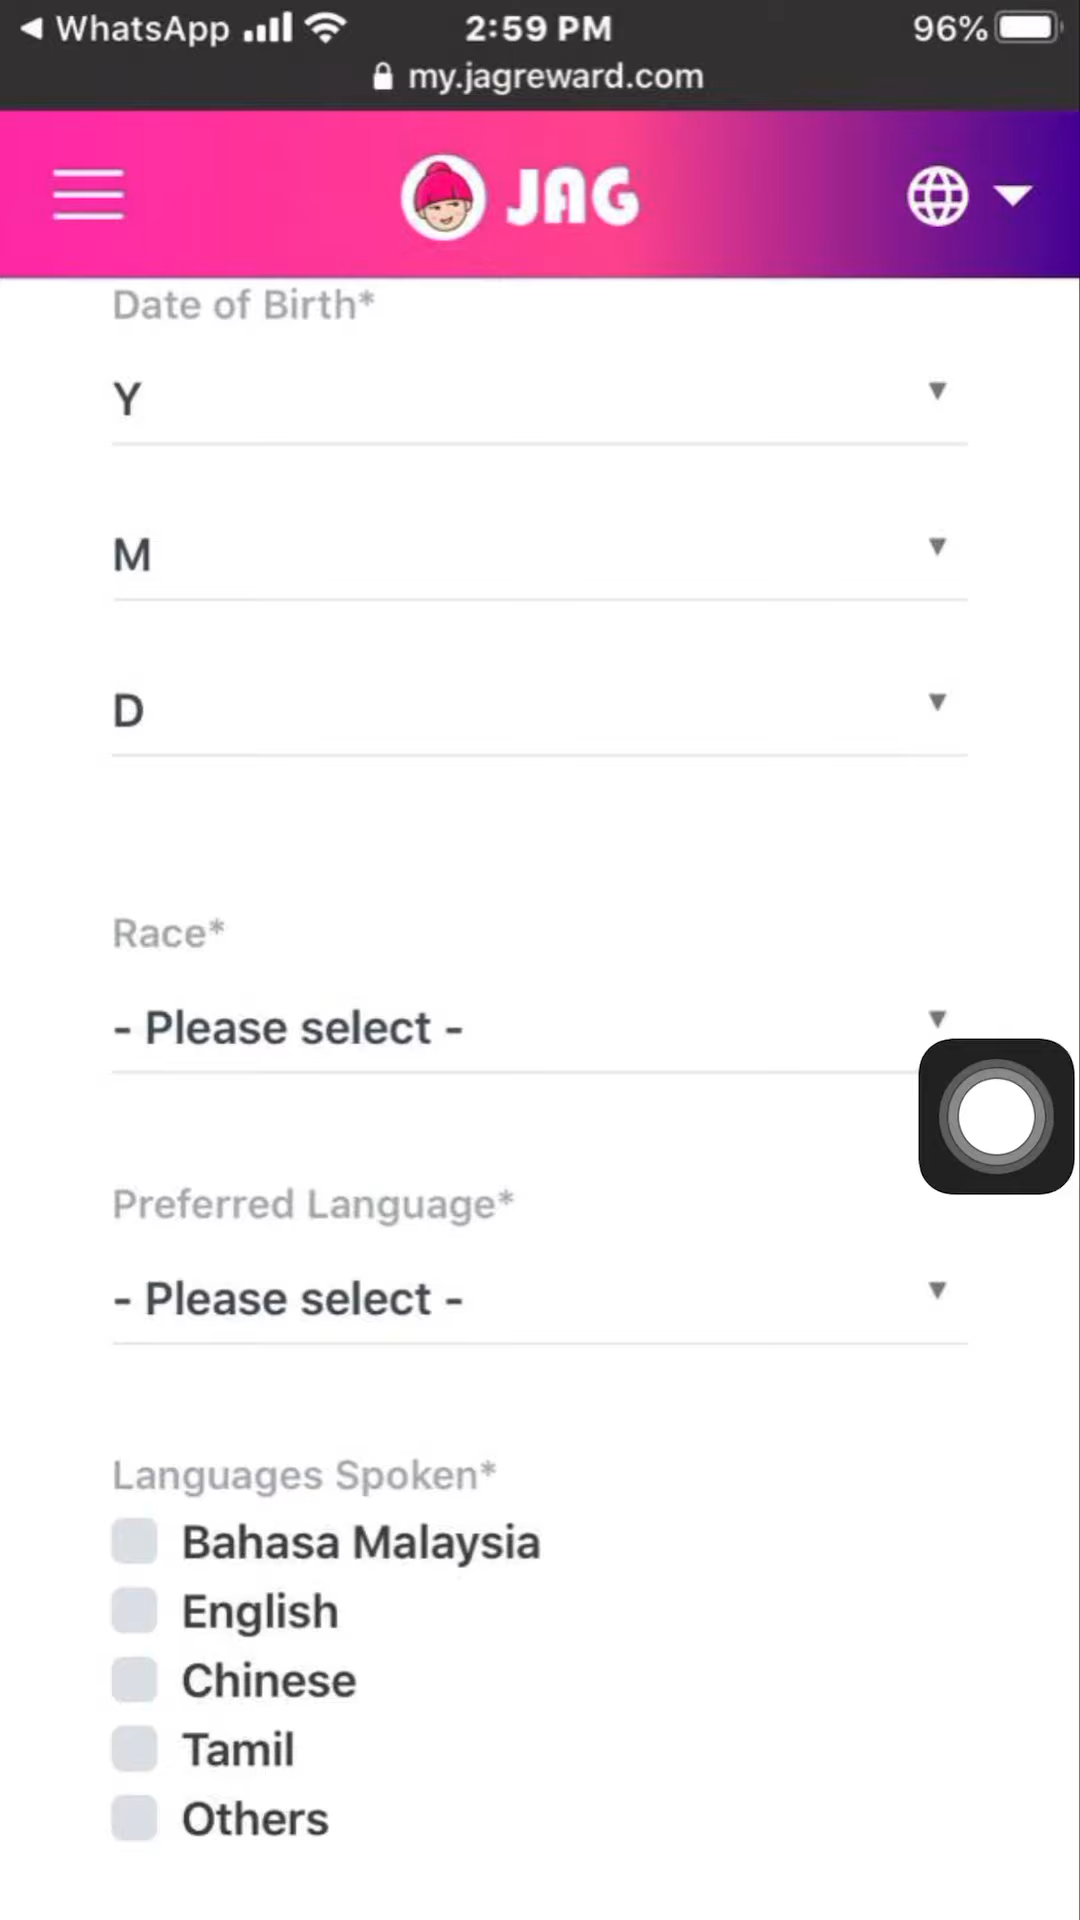 WhatsApp 2:59 PM 96%
my.jagreward.com
JAG
Date of Birth*
Y
M
D
Race*
- Please select -
Preferred Language*
- Please select -
Languages Spoken*
Bahasa Malaysia
English
Chinese
Tamil
Others